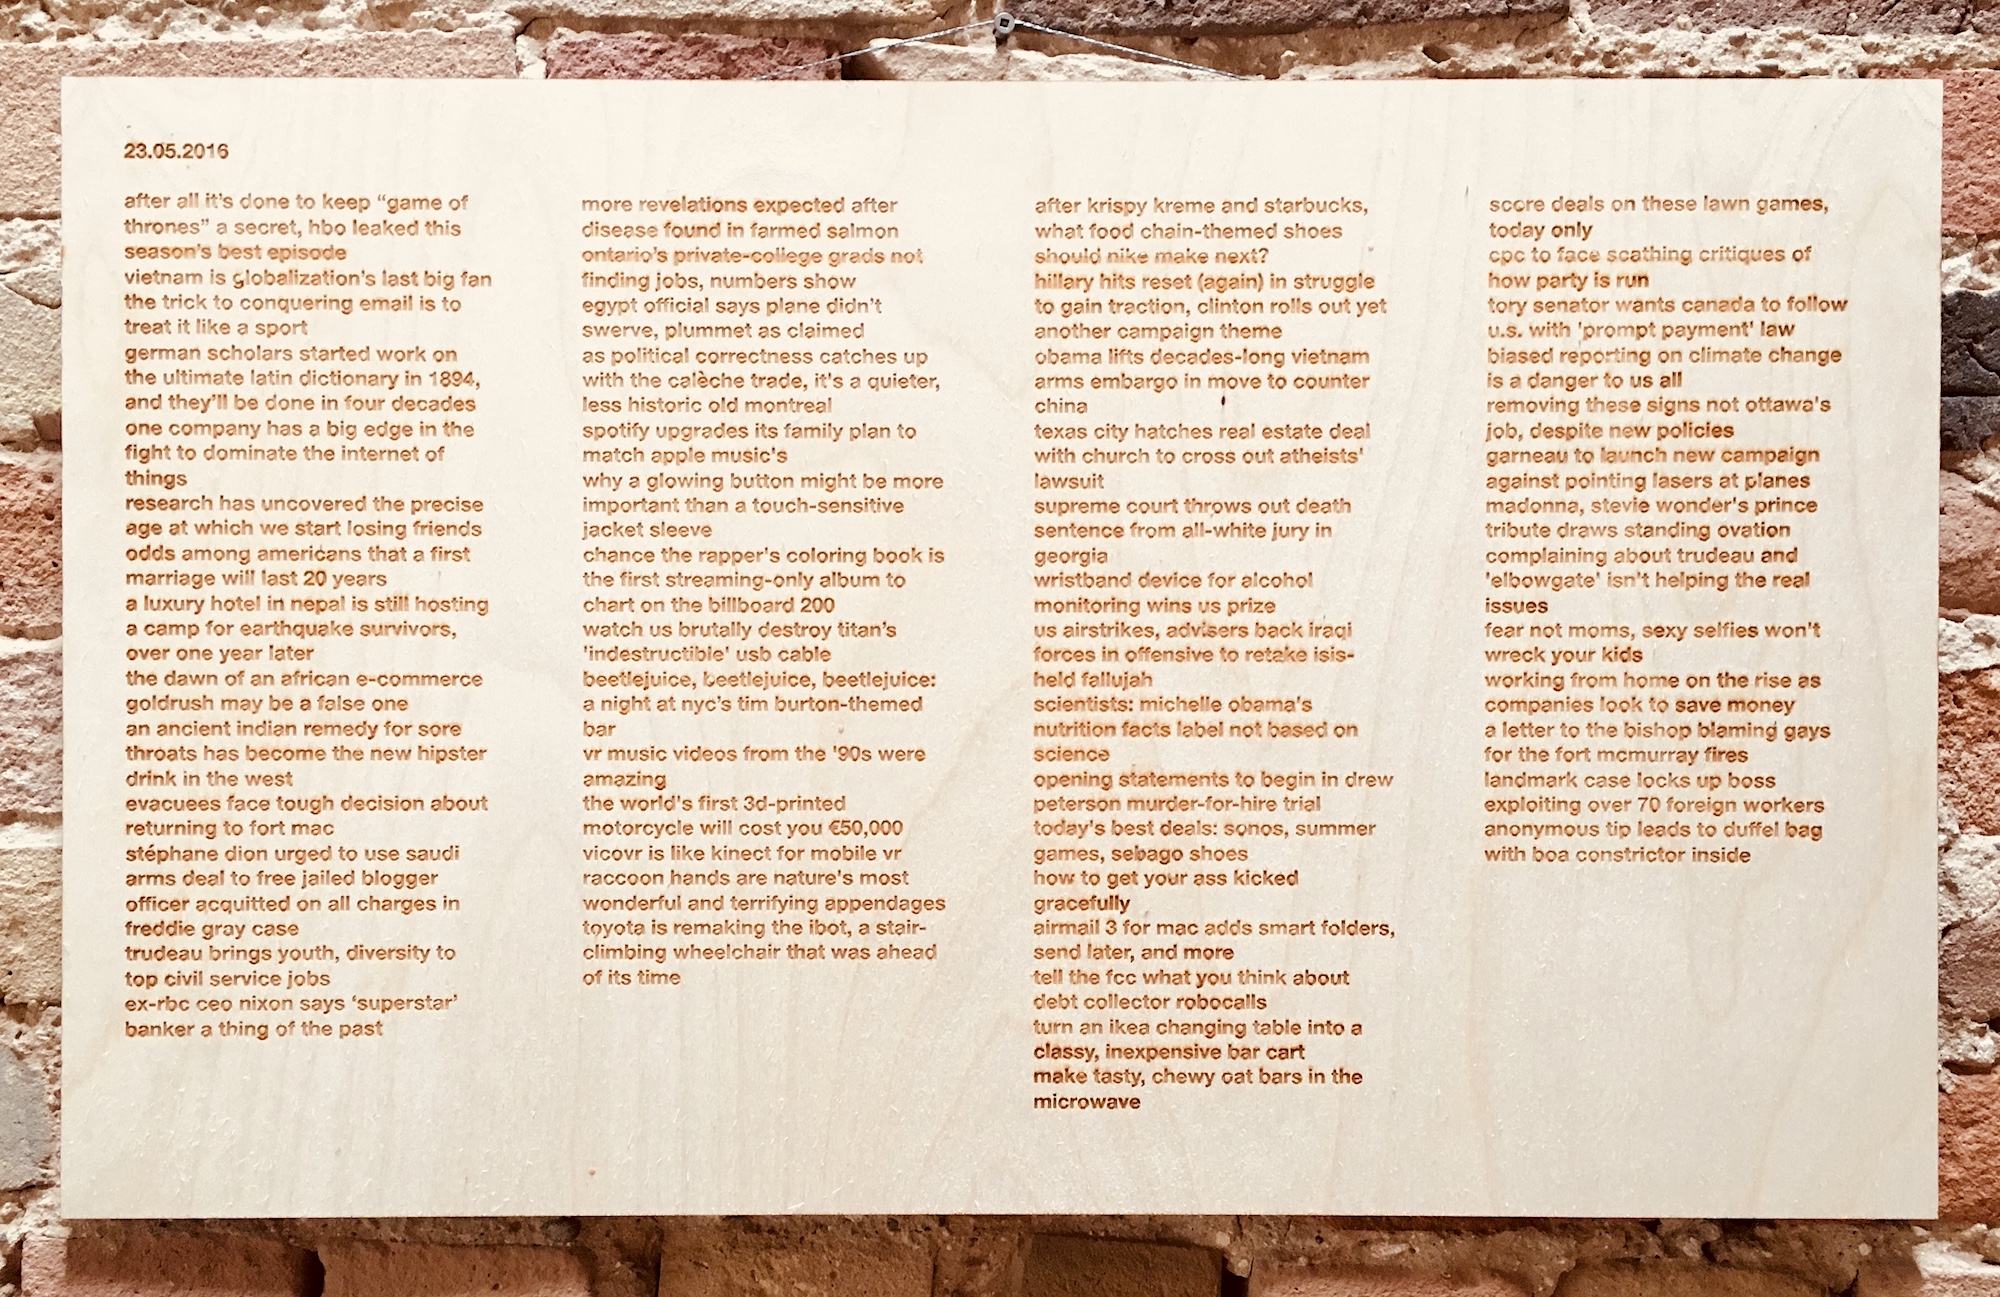 23.05.2016
after all it’s done to keep “game of
thrones” a secret, hbo leaked this
season’s best episode
vietnam is globalization’s last big fan
the trick to conquering email is to
treat it like a sport
german scholars started work on
the ultimate latin dictionary in 1894,
and they’ll be done in four decades
one company has a big edge in the
fight to dominate the internet of
things
research has uncovered the precise
age at which we start losing friends
odds among americans that a first
marriage will last 20 years
a luxury hotel in nepal is still hosting
a camp for earthquake survivors,
over one year later
the dawn of an african e-commerce
goldrush may be a false one
an ancient indian remedy for sore
throats has become the new hipster
drink in the west
evacuees face tough decision about
returning to fort mac
stéphane dion urged to use saudi
arms deal to free jailed blogger
officer acquitted on all charges in
freddie gray case
trudeau brings youth, diversity to
top civil service jobs
ex-rbc ceo nixon says ‘superstar’
banker a thing of the past
more revelations expected after
disease found in farmed salmon
ontario’s private-college grads not
finding jobs, numbers show
egypt official says plane didn’t
swerve, plummet as claimed
as political correctness catches up
with the calèche trade, it's a quieter,
less historic old montreal
spotify upgrades its family plan to
match apple music's
why a glowing button might be more
important than a touch-sensitive
jacket sleeve
chance the rapper's coloring book is
the first streaming-only album to
chart on the billboard 200
watch us brutally destroy titan’s
'indestructible' usb cable
beetlejuice, beetlejuice, beetlejuice:
a night at nyc’s tim burton-themed
bar
vr music videos from the '90s were
amazing
the world's first 3d-printed
motorcycle will cost you €50,000
vicovr is like kinect for mobile vr
raccoon hands are nature's most
wonderful and terrifying appendages
toyota is remaking the ibot, a stair-
climbing wheelchair that was ahead
of its time
after krispy kreme and starbucks,
what food chain-themed shoes
should nike make next?
hillary hits reset (again) in struggle
to gain traction, clinton rolls out yet
another campaign theme
obama lifts decades-long vietnam
arms embargo in move to counter
china
texas city hatches real estate deal
with church to cross out atheists'
lawsuit
supreme court throws out death
sentence from all-white jury in
georgia
wristband device for alcohol
monitoring wins us prize
us airstrikes, advisers back iraqi
forces in offensive to retake isis-
held fallujah
scientists: michelle obama's
nutrition facts label not based on
science
opening statements to begin in drew
peterson murder-for-hire trial
today's best deals: sonos, summer
games, sebago shoes
how to get your ass kicked
gracefully
airmail 3 for mac adds smart folders,
send later, and more
tell the fcc what you think about
debt collector robocalls
turn an ikea changing table into a
classy, inexpensive bar cart
make tasty, chewy oat bars in the
microwave
score deals on these lawn games,
today only
cpc to face scathing critiques of
how party is run
tory senator wants canada to follow
u.s. with 'prompt payment' law
biased reporting on climate change
is a danger to us all
removing these signs not ottawa's
job, despite new policies
garneau to launch new campaign
against pointing lasers at planes
madonna, stevie wonder's prince
tribute draws standing ovation
complaining about trudeau and
'elbowgate' isn't helping the real
issues
fear not moms, sexy selfies won't
wreck your kids
working from home on the rise as
companies look to save money
a letter to the bishop blaming gays
for the fort mcmurray fires
landmark case locks up boss
exploiting over 70 foreign workers
anonymous tip leads to duffel bag
with boa constrictor inside